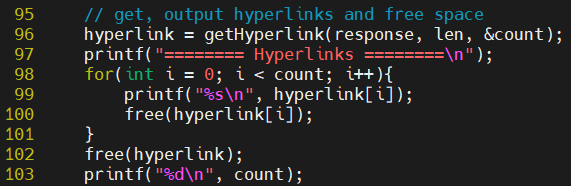 95 // get, output hyperlinks and free space
96 hyperlink = getHyperlink(response, len, &count);
97 printf("======== Hyperlinks ========\n");
98 for(int i = 0; i < count; i++){
99 printf("%s\n", hyperlink[i]);
100 free(hyperlink[i]);
101 }
102 free(hyperlink);
103 printf("%d\n", count);